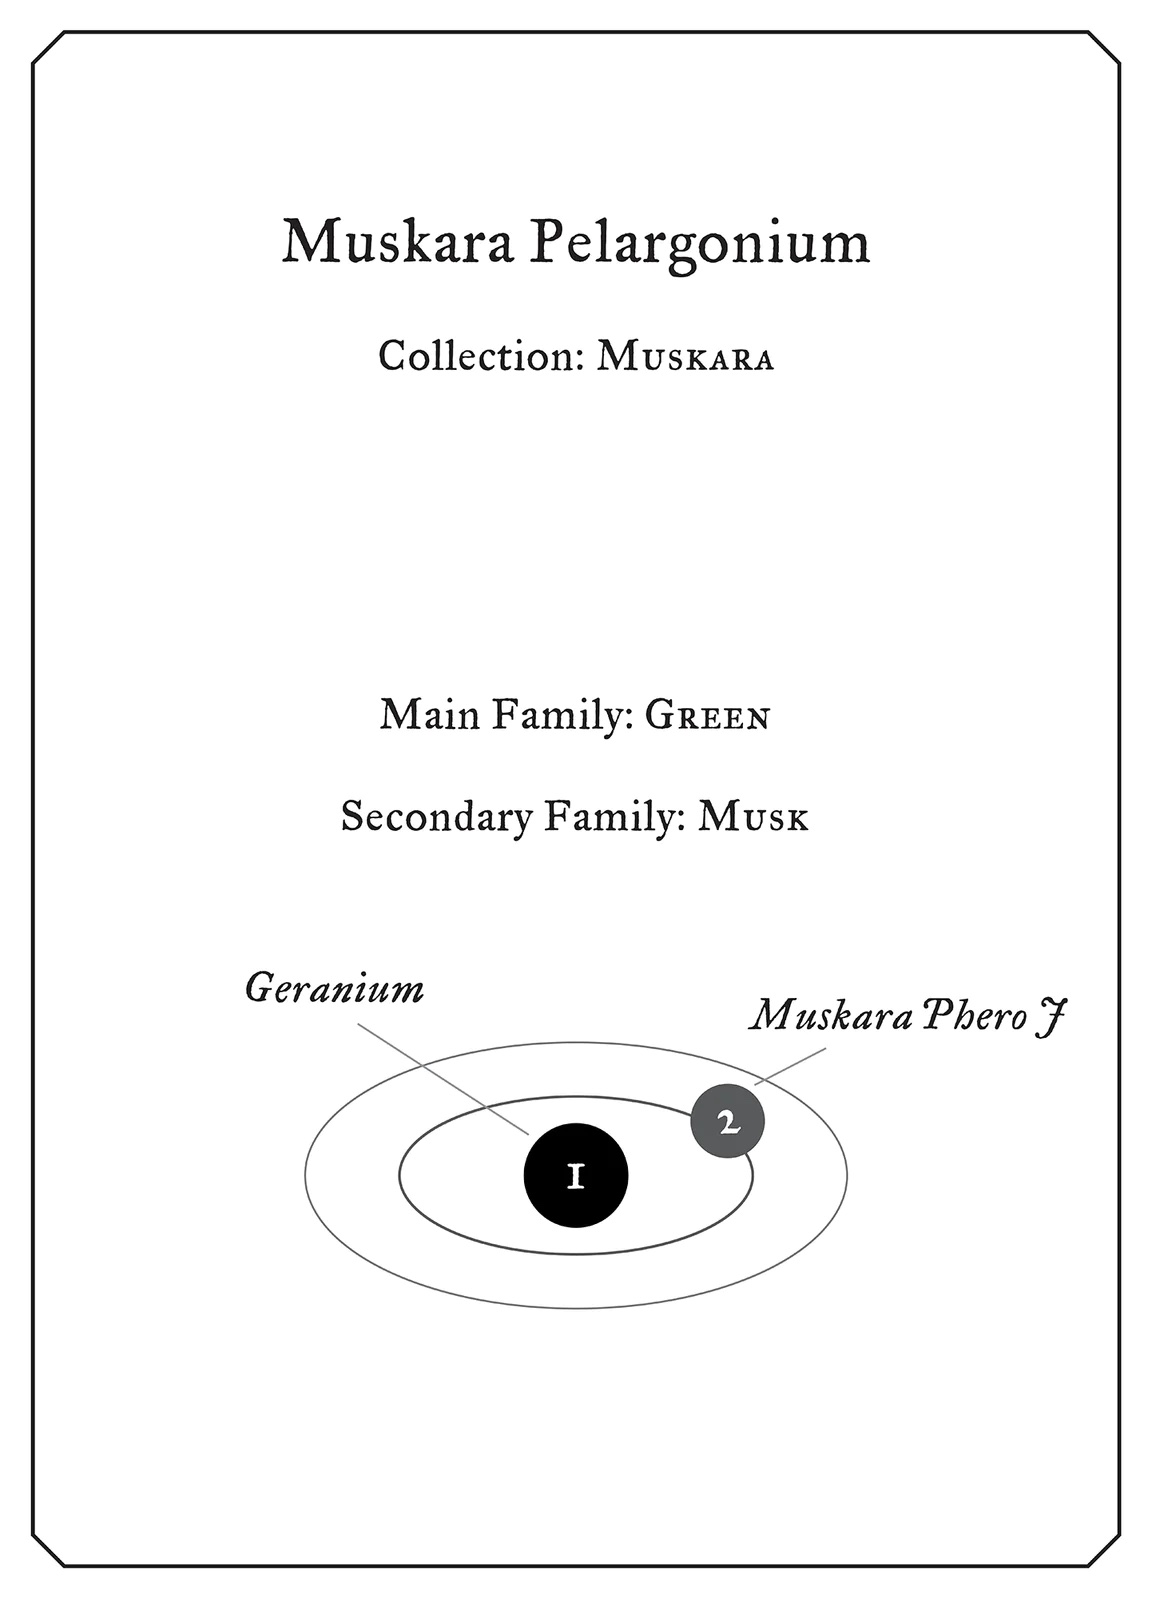 Muskara Pelargonium
Collection: Muskara
Main Family: Green
Secondary Family: Musk
Geranium
Muskara Phero J
2
1